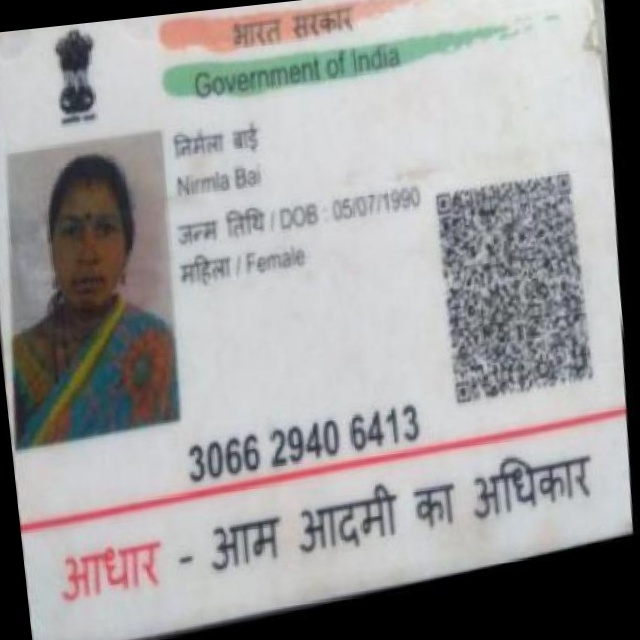 भारत सरकार
Government of India
निर्मला बाई
Nirmla Bai
जन्म तिथि / DOB : 05/07/1990
महिला / Female
3066 2940 6413
आधार - आम आदमी का अधिकार